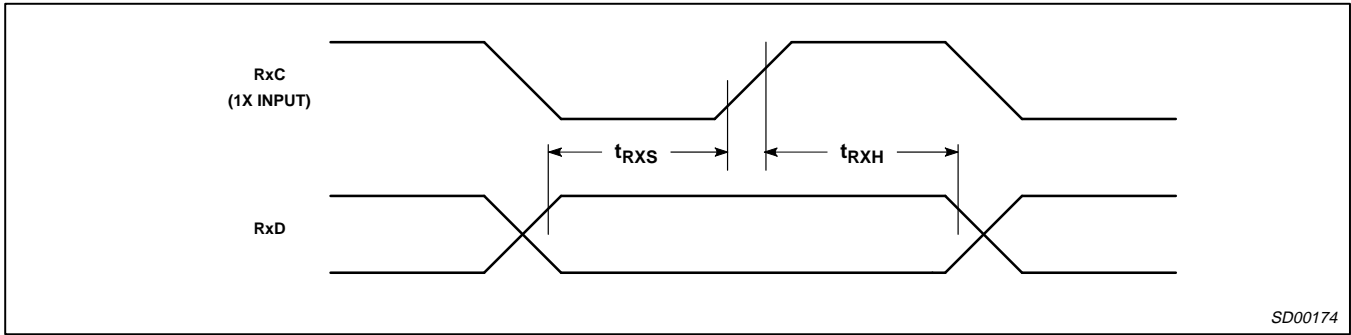 RxC
(1X INPUT)
tRXS
tRXH
RxD
SD00174